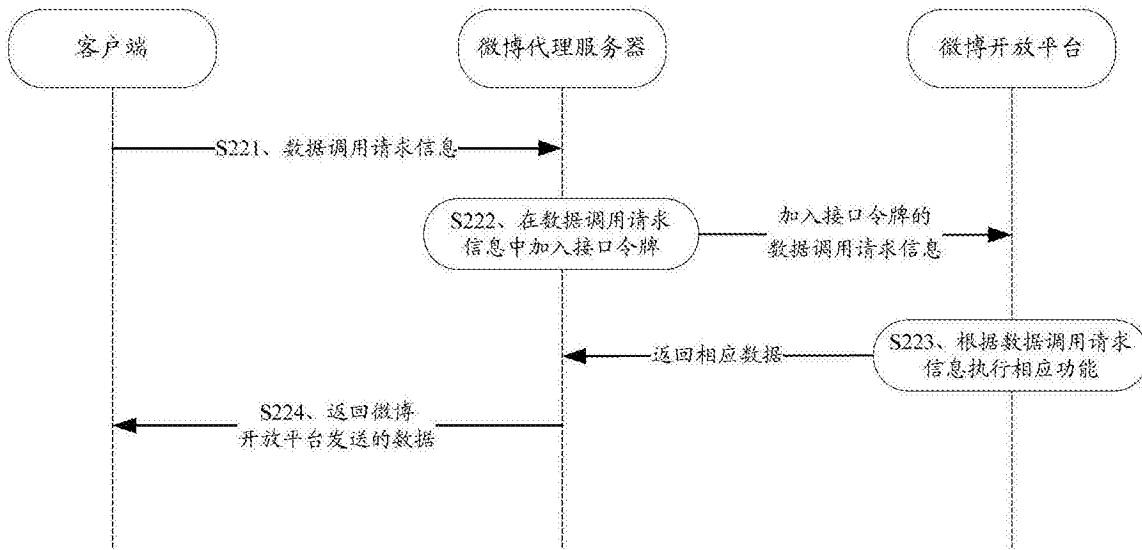 客户端
微博代理服务器
微博开放平台
S221、数据调用请求信息
S222、在数据调用请求
信息中加入接口令牌
加入接口令牌的
数据调用请求信息
S223、根据数据调用请求
信息执行相应功能
返回相应数据
S224、返回微博
开放平台发送的数据